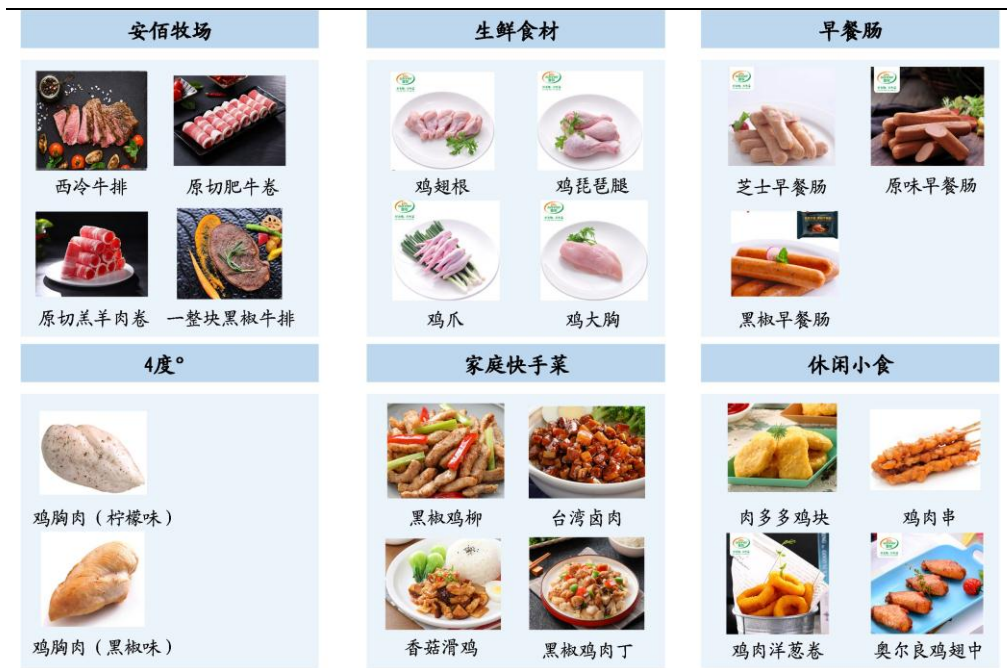 安佰牧场
生鲜食材
早餐肠
西冷牛排
原切肥牛卷
鸡翅根
鸡琵琶腿
芝士早餐肠
原味早餐肠
原切羔羊肉卷
一整块黑椒牛排
鸡爪
鸡大胸
黑椒早餐肠
4度°
家庭快手菜
休闲小食
鸡胸肉（柠檬味）
黑椒鸡柳
台湾卤肉
肉多多鸡块
鸡肉串
鸡胸肉（黑椒味）
香菇滑鸡
黑椒鸡肉丁
鸡肉洋葱卷
奥尔良鸡翅中